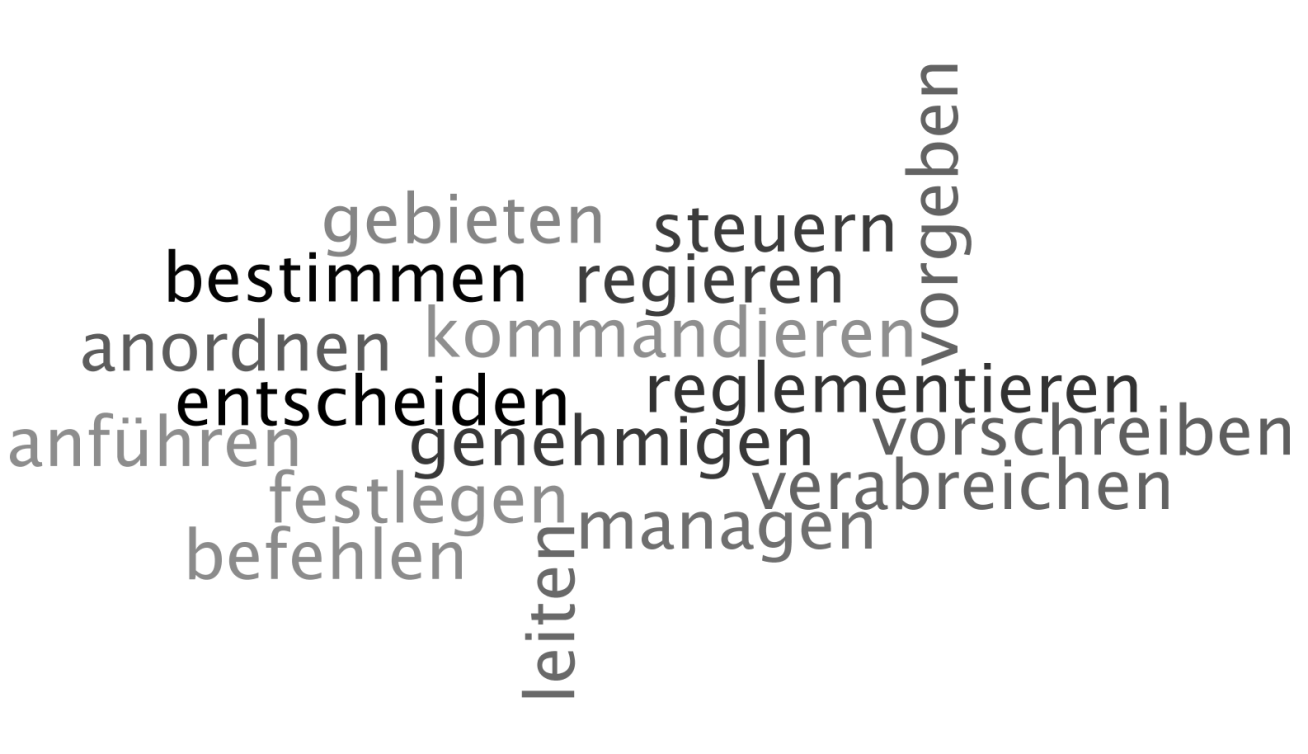 vorgeben
gebieten
steuern
bestimmen
regieren
kommandieren
anordnen
reglementieren
entscheiden
vorschreiben
anführen
genehmigen
verabreichen
festlegen
managen
befehlen
leiten